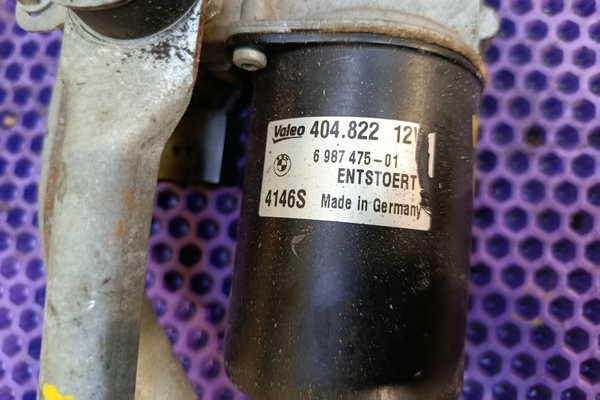 Valeo 404.822 12V
6 987 475-01
ENTSTOERT
4146S Made in Germany